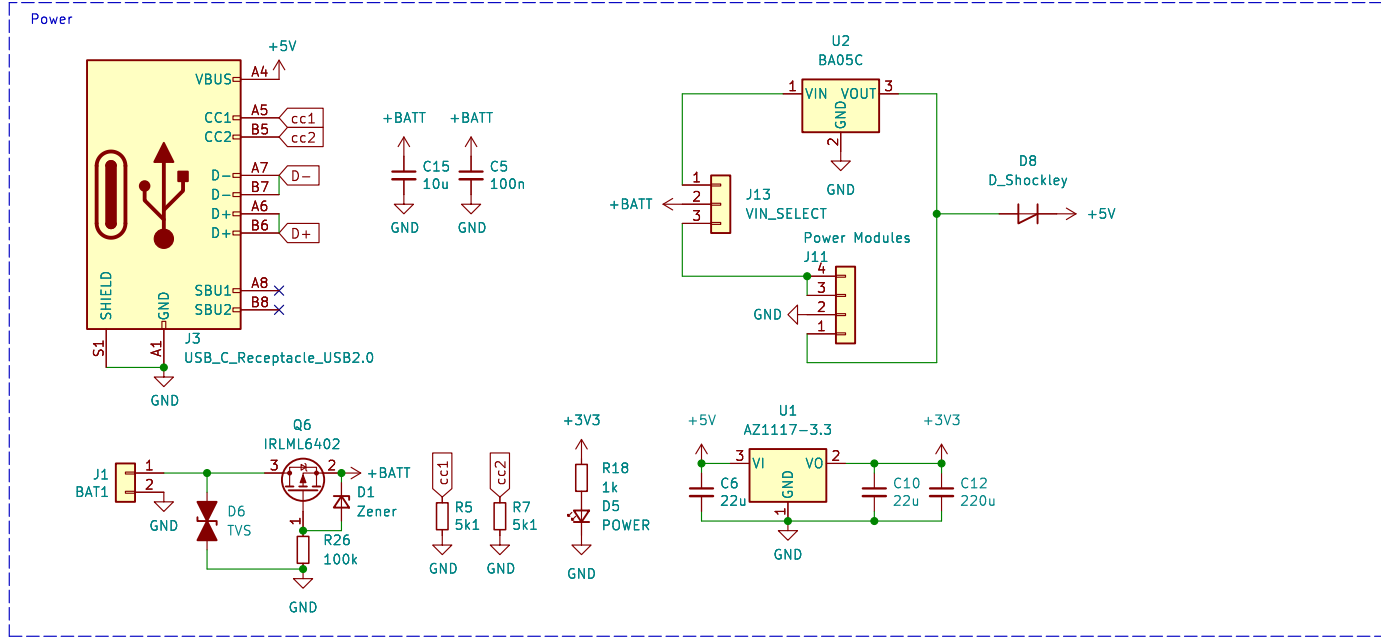 Power
+5V
VBUS
A4
CC1
A5
cc1
CC2
B5
cc2
D-
A7
D-
D-
B7
D+
A6
D+
B6
D+
SBU1
A8
SBU2
B8
SHIELD
GND
S1
A1
J3
USB_C_Receptacle_USB2.0
GND
+BATT
C15
10u
GND
+BATT
C5
100n
GND
U2
BA05C
1
VIN
VOUT
3
GND
2
GND
+BATT
1
2
3
J13
VIN_SELECT
Power Modules
J11
4
3
GND
2
1
D8
D_Shockley
+5V
J1
BAT1
1
2
GND
D6
TVS
Q6
IRLML6402
3
2
1
+BATT
D1
Zener
R26
100k
GND
cc1
R5
5k1
GND
cc2
R7
5k1
GND
+3V3
R18
1k
D5
POWER
GND
+5V
C6
22u
U1
AZ1117-3.3
3
VI
VO
2
GND
1
GND
C10
22u
+3V3
C12
220u